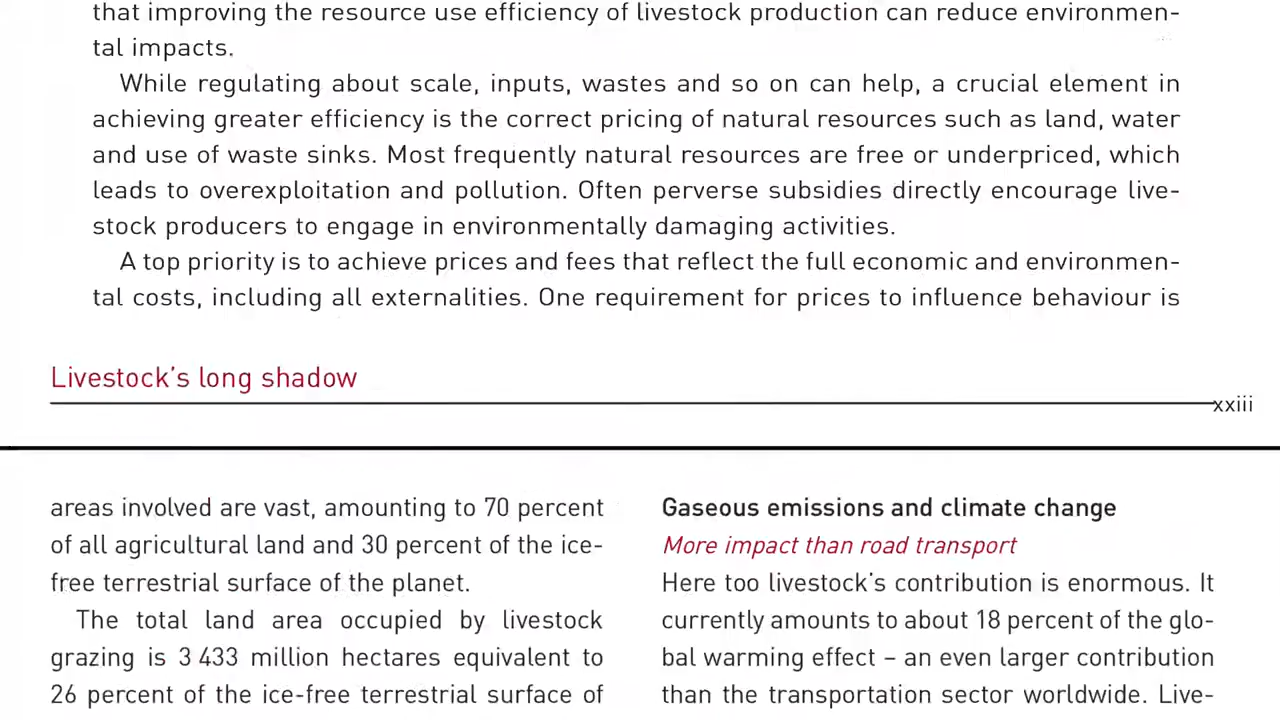 that improving the resource use efficiency of livestock production can reduce environmen-
tal impacts.
While regulating about scale, inputs, wastes and so on can help, a crucial element in
achieving greater efficiency is the correct pricing of natural resources such as land, water
and use of waste sinks. Most frequently natural resources are free or underpriced, which
leads to overexploitation and pollution. Often perverse subsidies directly encourage live-
stock producers to engage in environmentally damaging activities.
A top priority is to achieve prices and fees that reflect the full economic and environmen-
tal costs, including all externalities. One requirement for prices to influence behaviour is
Livestock's long shadow
xxiii
areas involved are vast, amounting to 70 percent
of all agricultural land and 30 percent of the ice-
free terrestrial surface of the planet.
The total land area occupied by livestock
grazing is 3 433 million hectares equivalent to
26 percent of the ice-free terrestrial surface of
Gaseous emissions and climate change
More impact than road transport
Here too livestock's contribution is enormous. It
currently amounts to about 18 percent of the glo-
bal warming effect – an even larger contribution
than the transportation sector worldwide. Live-